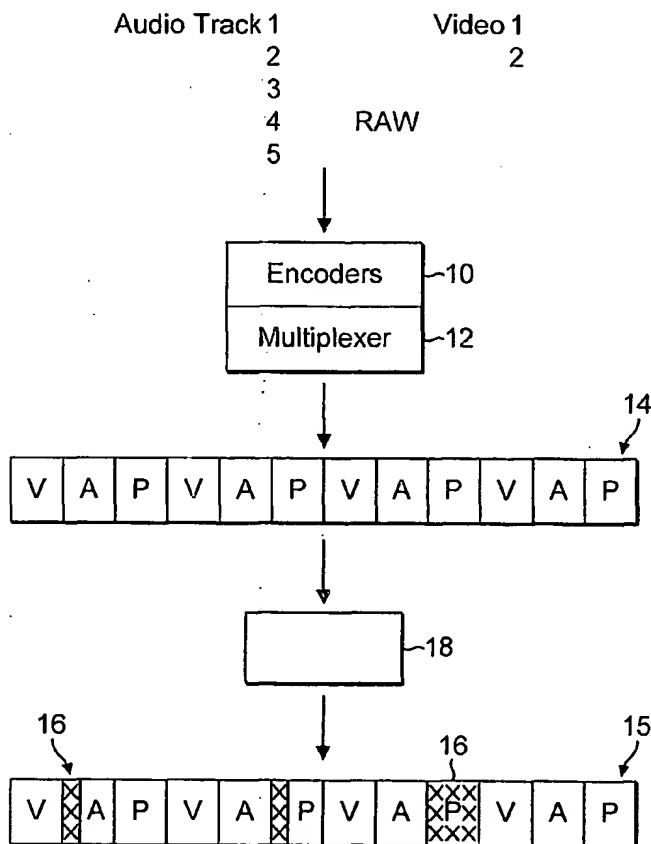 Audio Track 1 Video 1
2 2
3
4 RAW
5
Encoders 10
Multiplexer 12
14
V A P V A P V A P V A P
18
16 16 15
V A P V A P V A P V A P